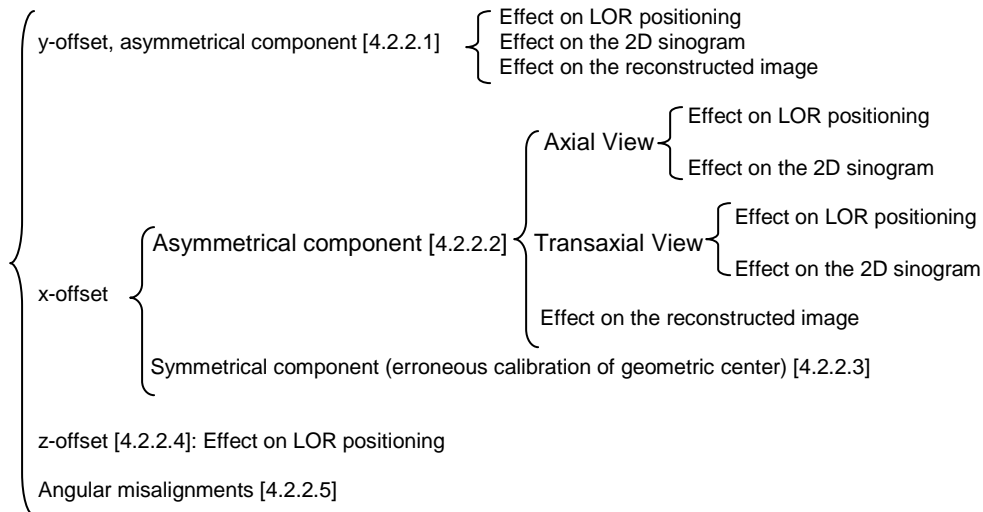 y-offset, asymmetrical component [4.2.2.1]
Effect on LOR positioning
Effect on the 2D sinogram
Effect on the reconstructed image
x-offset
Asymmetrical component [4.2.2.2]
Axial View
Effect on LOR positioning
Effect on the 2D sinogram
Transaxial View
Effect on LOR positioning
Effect on the 2D sinogram
Effect on the reconstructed image
Symmetrical component (erroneous calibration of geometric center) [4.2.2.3]
z-offset [4.2.2.4]: Effect on LOR positioning
Angular misalignments [4.2.2.5]